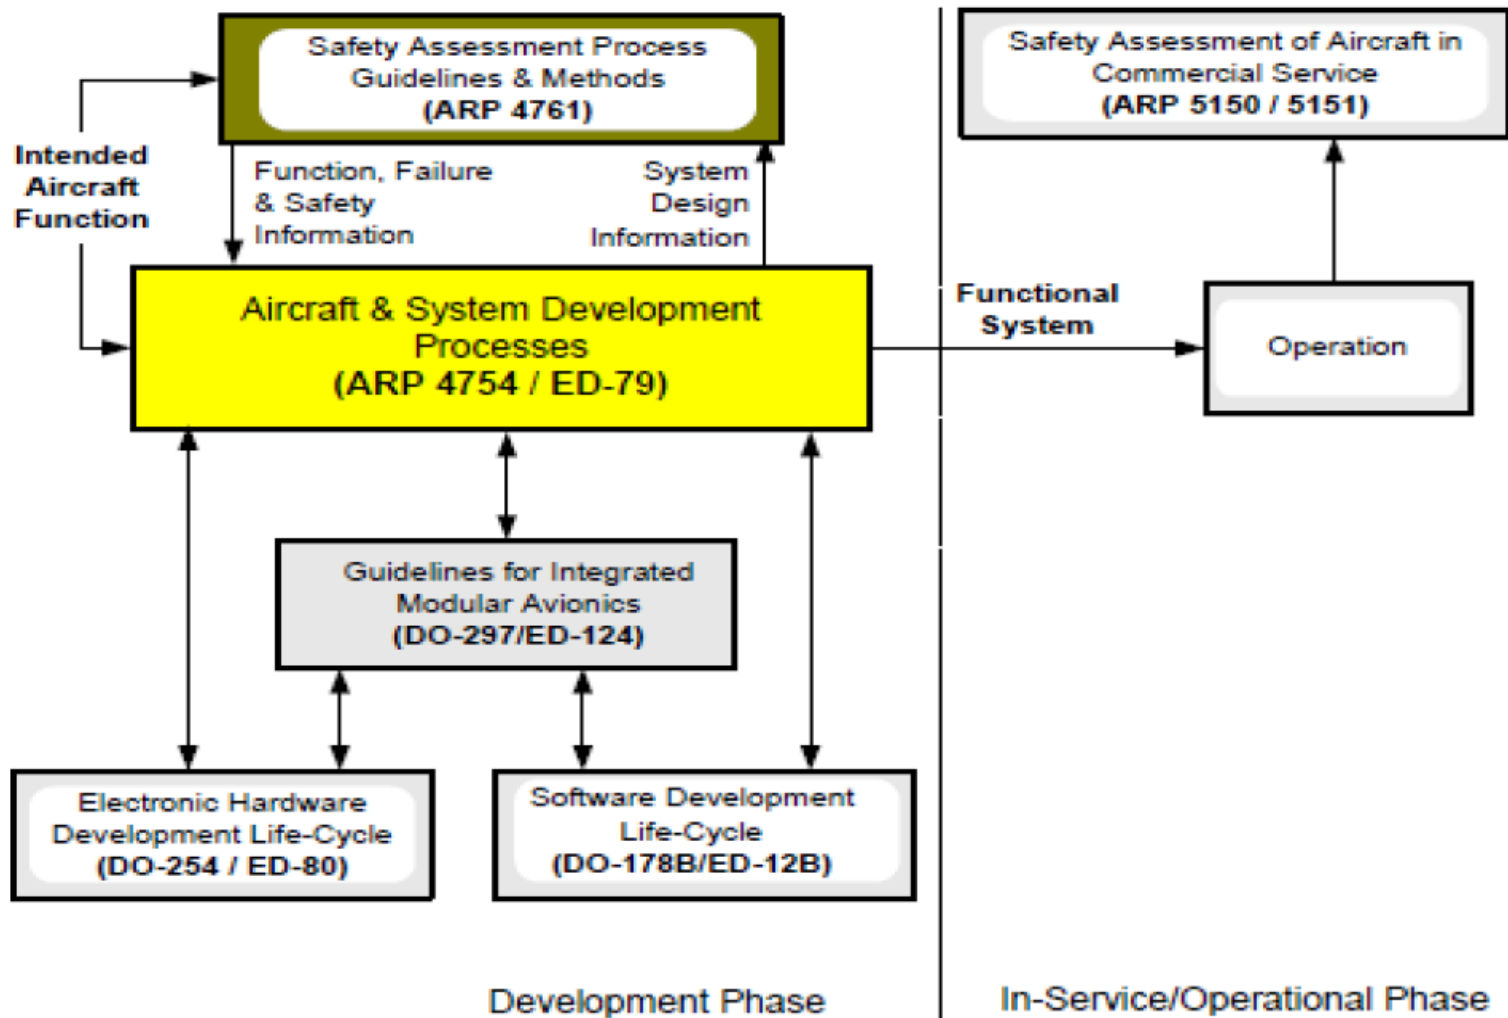 Safety Assessment Process
Guidelines & Methods
(ARP 4761)
Safety Assessment of Aircraft in
Commercial Service
(ARP 5150 / 5151)
Intended
Aircraft
Function
Function, Failure
& Safety
Information
System
Design
Information
Aircraft & System Development
Processes
(ARP 4754 / ED-79)
Functional
System
Operation
Guidelines for Integrated
Modular Avionics
(DO-297/ED-124)
Electronic Hardware
Development Life-Cycle
(DO-254 / ED-80)
Software Development
Life-Cycle
(DO-178B/ED-12B)
Development Phase
In-Service/Operational Phase